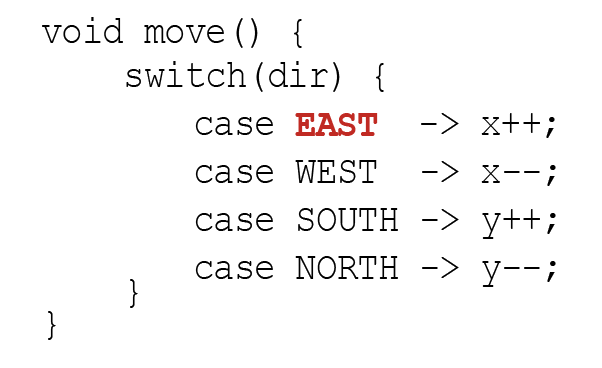 void move() {
    switch(dir) {
        case EAST  -> x++;
        case WEST  -> x--;
        case SOUTH -> y++;
        case NORTH -> y--;
    }
}